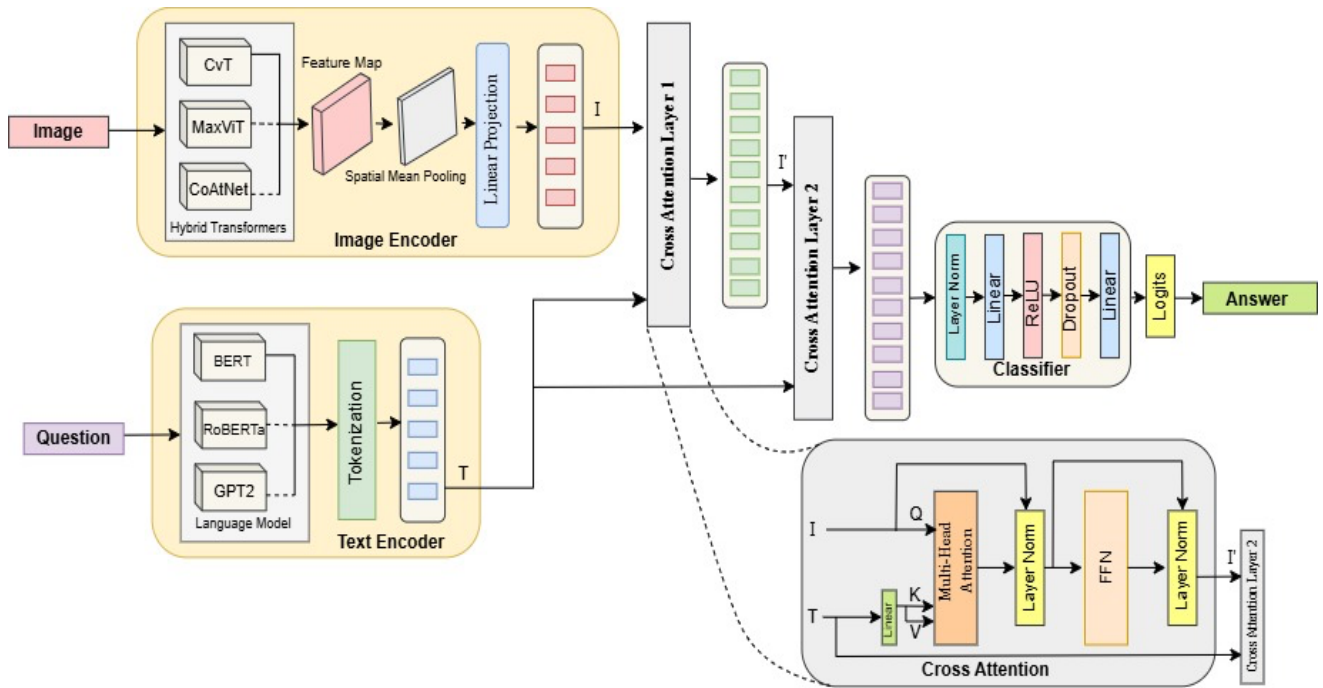 Image
CvT
MaxViT
CoAtNet
Hybrid Transformers
Feature Map
Spatial Mean Pooling
Linear Projection
I
Image Encoder
Question
BERT
RoBERTa
GPT2
Language Model
Tokenization
T
Text Encoder
Cross Attention Layer 1
I'
Cross Attention Layer 2
Layer Norm
Linear
ReLU
Dropout
Linear
Classifier
Logits
Answer
I
Q
T
Linear
K
V
Multi-Head
Attention
Layer Norm
FFN
Layer Norm
I'
Cross Attention Layer 2
Cross Attention